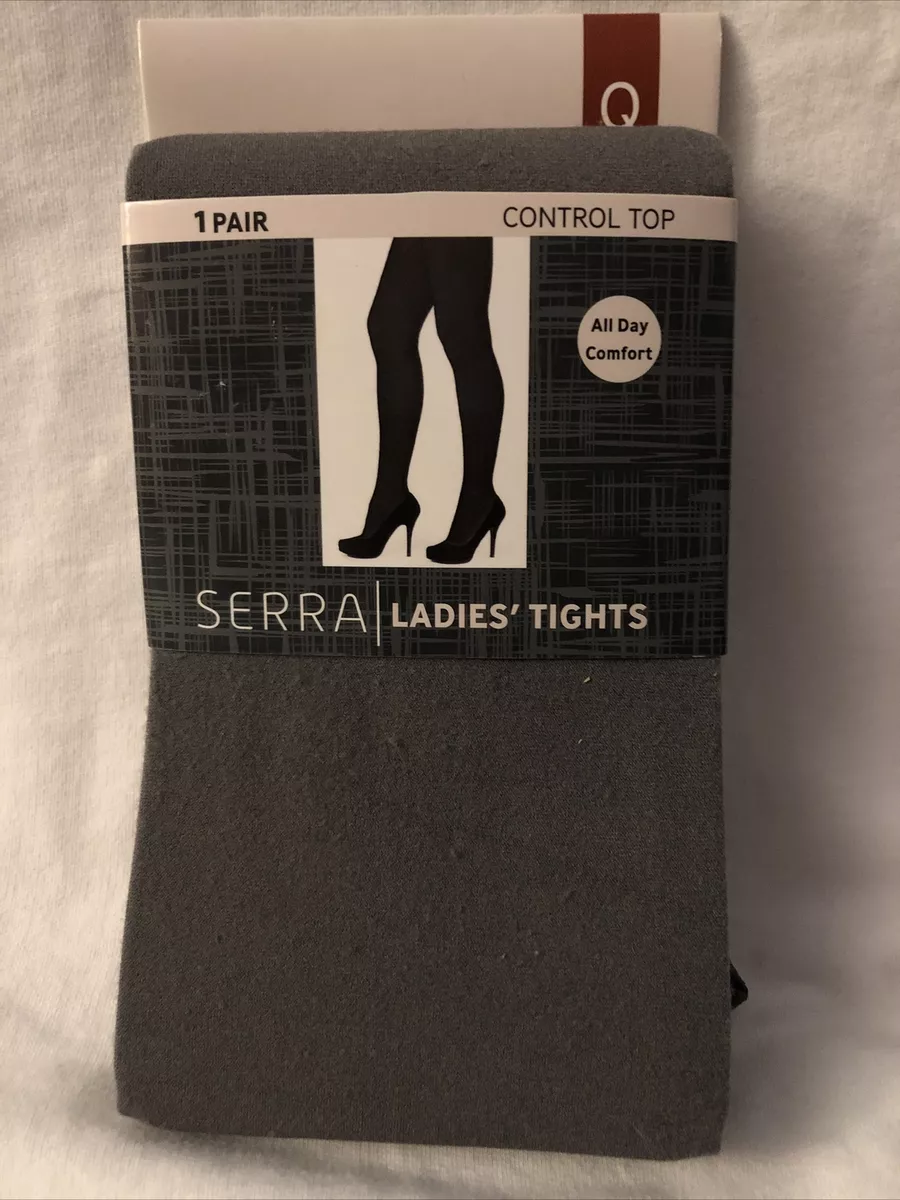 Q
1 PAIR
CONTROL TOP
All Day
Comfort
SERRA LADIES' TIGHTS